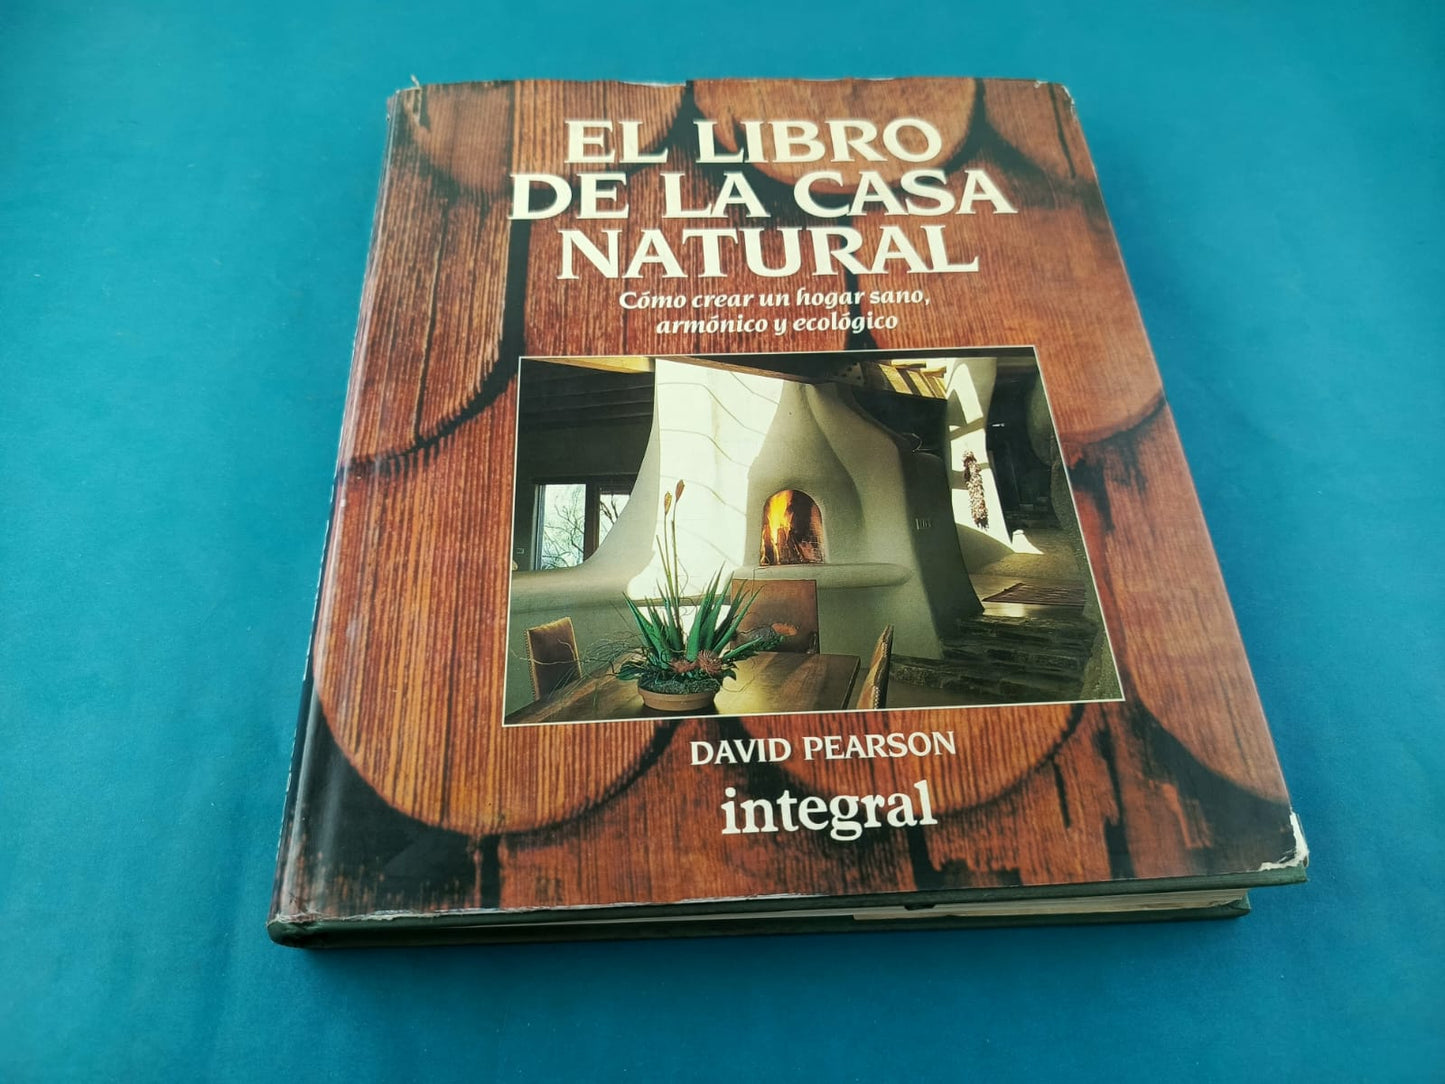 EL LIBRO
DE LA CASA
NATURAL
Cómo crear un hogar sano,
armónico y ecológico
DAVID PEARSON
integral